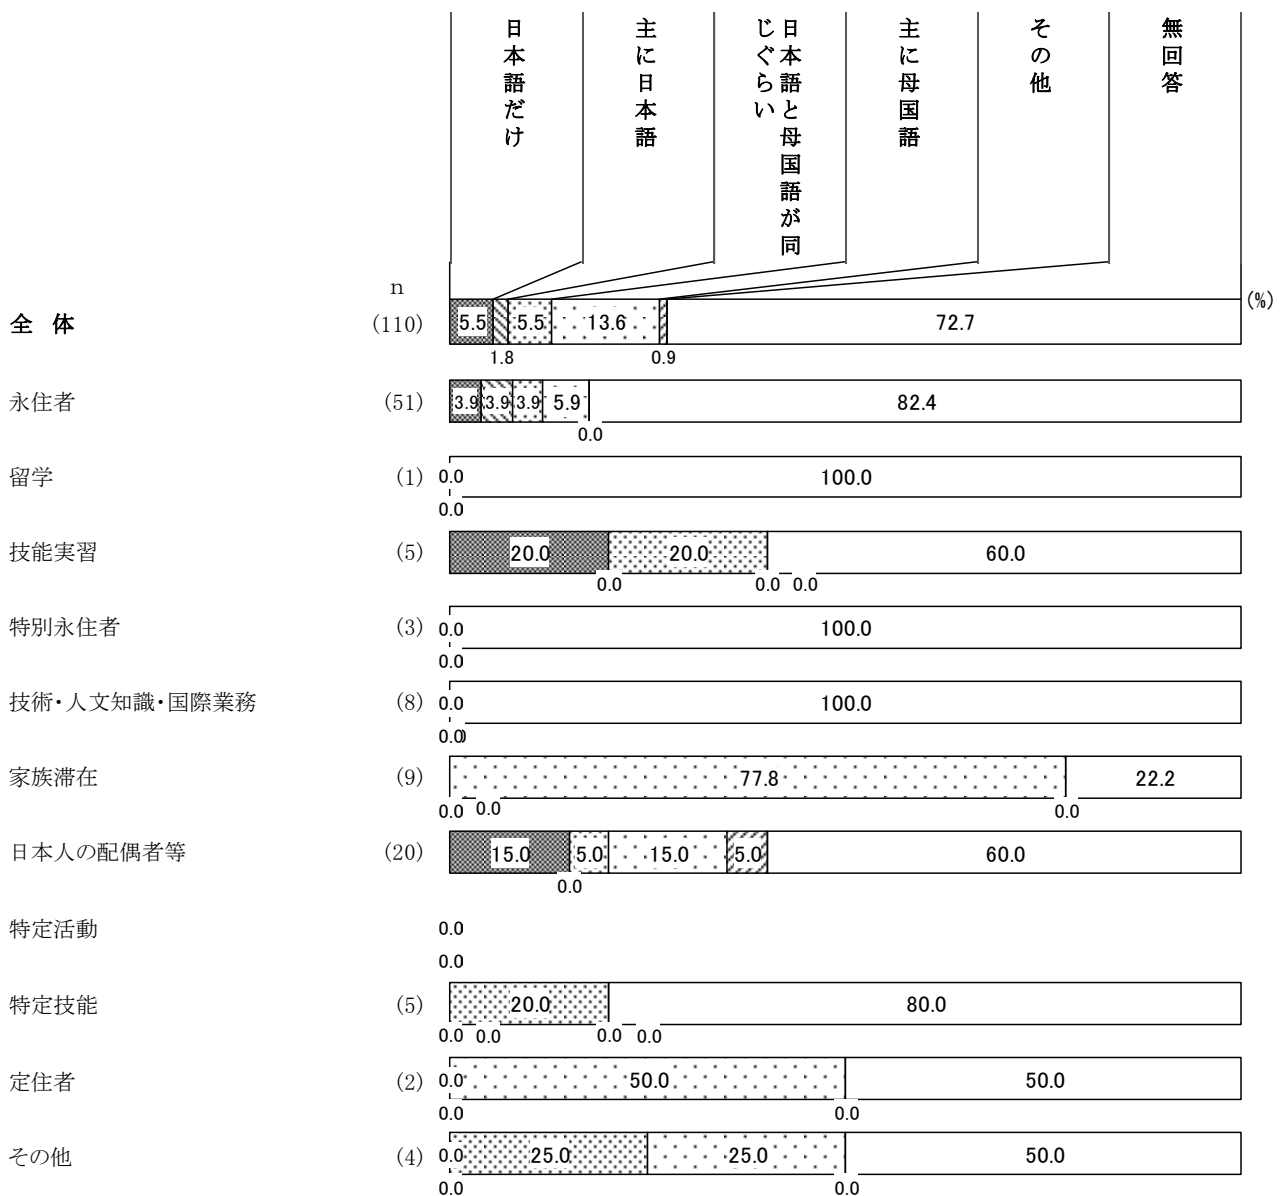 日本語だけ
主に日本語
日本語と母国語が同
じぐらい
主に母国語
その他
無回答
n
(%)
全 体 (110) 5.5 5.5 13.6 72.7
1.8 0.9
永住者 (51) 3.9 3.9 3.9 5.9 82.4
0.0
留学 (1) 0.0 100.0
0.0
技能実習 (5) 20.0 20.0 60.0
0.0 0.0 0.0
特別永住者 (3) 0.0 100.0
0.0
技術・人文知識・国際業務 (8) 0.0 100.0
0.0
家族滞在 (9) 77.8 22.2
0.0 0.0 0.0
日本人の配偶者等 (20) 15.0 5.0 15.0 5.0 60.0
0.0
特定活動 0.0
0.0
特定技能 (5) 20.0 80.0
0.0 0.0 0.0 0.0
定住者 (2) 0.0 50.0 50.0
0.0 0.0
その他 (4) 0.0 25.0 25.0 50.0
0.0 0.0